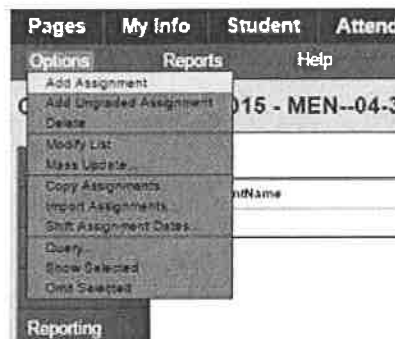 Pages My Info Student Attend
Options Reports Help
Add Assignment
Add Ungraded Assignment
Delete
015 - MEN--04-3
Modify List
Mass Update...
Copy Assignments...
ntName
Import Assignments...
Shift Assignment Dates...
Query...
Show Selected
Omit Selected
Reporting